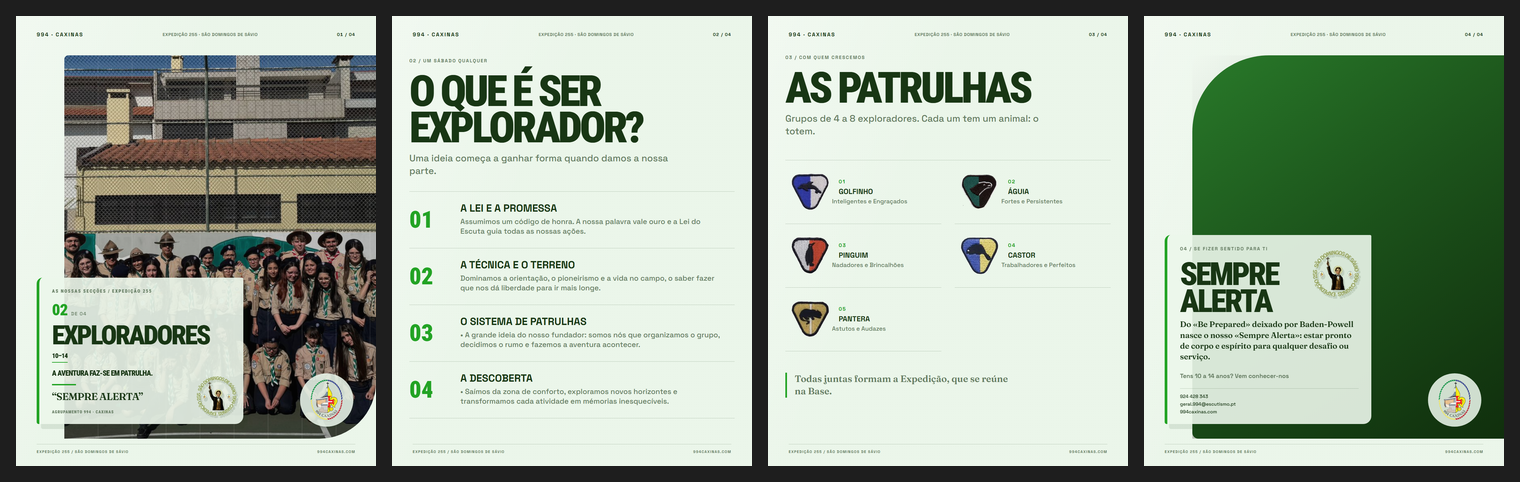 994 - CAXINAS
EXPEDIÇÃO 255 · SÃO DOMINGOS DE SÁVIO
01 / 04
AS NOSSAS SECÇÕES / EXPEDIÇÃO 255
02 DE 04
EXPLORADORES
10–14
A AVENTURA FAZ-SE EM PATRULHA.
“SEMPRE ALERTA”
AGRUPAMENTO 994 · CAXINAS
EXPEDIÇÃO 255 / SÃO DOMINGOS DE SÁVIO
994CAXINAS.COM
994 - CAXINAS
EXPEDIÇÃO 255 · SÃO DOMINGOS DE SÁVIO
02 / 04
02 / UM SÁBADO QUALQUER
O QUE É SER
EXPLORADOR?
Uma ideia começa a ganhar forma quando damos a nossa
parte.
01
A LEI E A PROMESSA
Assumimos um código de honra. A nossa palavra vale ouro e a Lei do
Escuta guia todas as nossas ações.
02
A TÉCNICA E O TERRENO
Dominamos a orientação, o pioneirismo e a vida no campo, o saber fazer
que nos dá liberdade para ir mais longe.
03
O SISTEMA DE PATRULHAS
• A grande ideia do nosso fundador: somos nós que organizamos o grupo,
decidimos o rumo e fazemos a aventura acontecer.
04
A DESCOBERTA
• Saímos da zona de conforto, exploramos novos horizontes e
transformamos cada atividade em mémorias inesquecíveis.
EXPEDIÇÃO 255 / SÃO DOMINGOS DE SÁVIO
994CAXINAS.COM
994 - CAXINAS
EXPEDIÇÃO 255 · SÃO DOMINGOS DE SÁVIO
03 / 04
03 / COM QUEM CRESCEMOS
AS PATRULHAS
Grupos de 4 a 8 exploradores. Cada um tem um animal: o
totem.
01
GOLFINHO
Inteligentes e Engraçados
02
ÁGUIA
Fortes e Persistentes
03
PINGUIM
Nadadores e Brincalhões
04
CASTOR
Trabalhadores e Perfeitos
05
PANTERA
Astutos e Audazes
Todas juntas formam a Expedição, que se reúne
na Base.
EXPEDIÇÃO 255 / SÃO DOMINGOS DE SÁVIO
994CAXINAS.COM
994 - CAXINAS
EXPEDIÇÃO 255 · SÃO DOMINGOS DE SÁVIO
04 / 04
04 / SE FIZER SENTIDO PARA TI
SEMPRE
ALERTA
Do «Be Prepared» deixado por Baden-Powell
nasce o nosso «Sempre Alerta»: estar pronto
de corpo e espírito para qualquer desafio ou
serviço.
Tens 10 a 14 anos? Vem conhecer-nos
geral.994@escutismo.pt
994caxinas.com
EXPEDIÇÃO 255 / SÃO DOMINGOS DE SÁVIO
994CAXINAS.COM